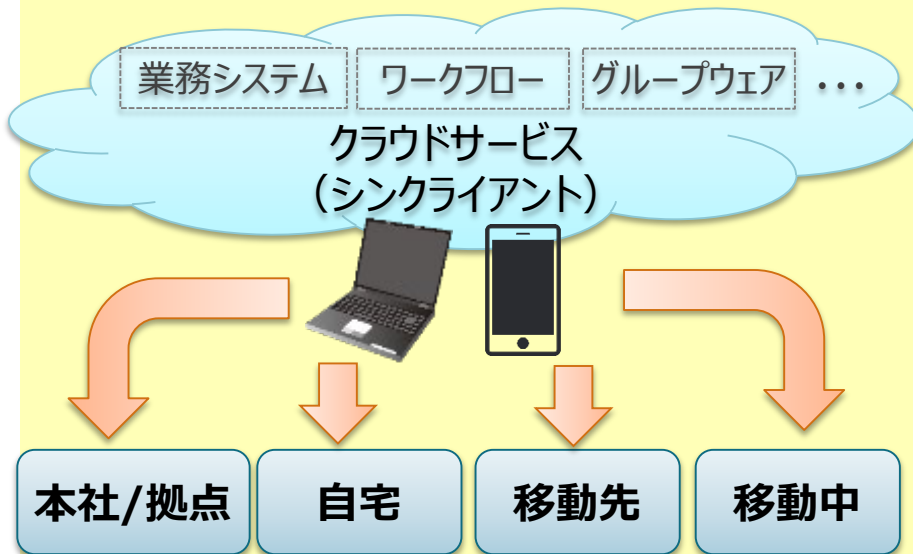 業務システム ワークフロー グループウェア ・・・
クラウドサービス
（シンクライアント）
本社/拠点 自宅 移動先 移動中